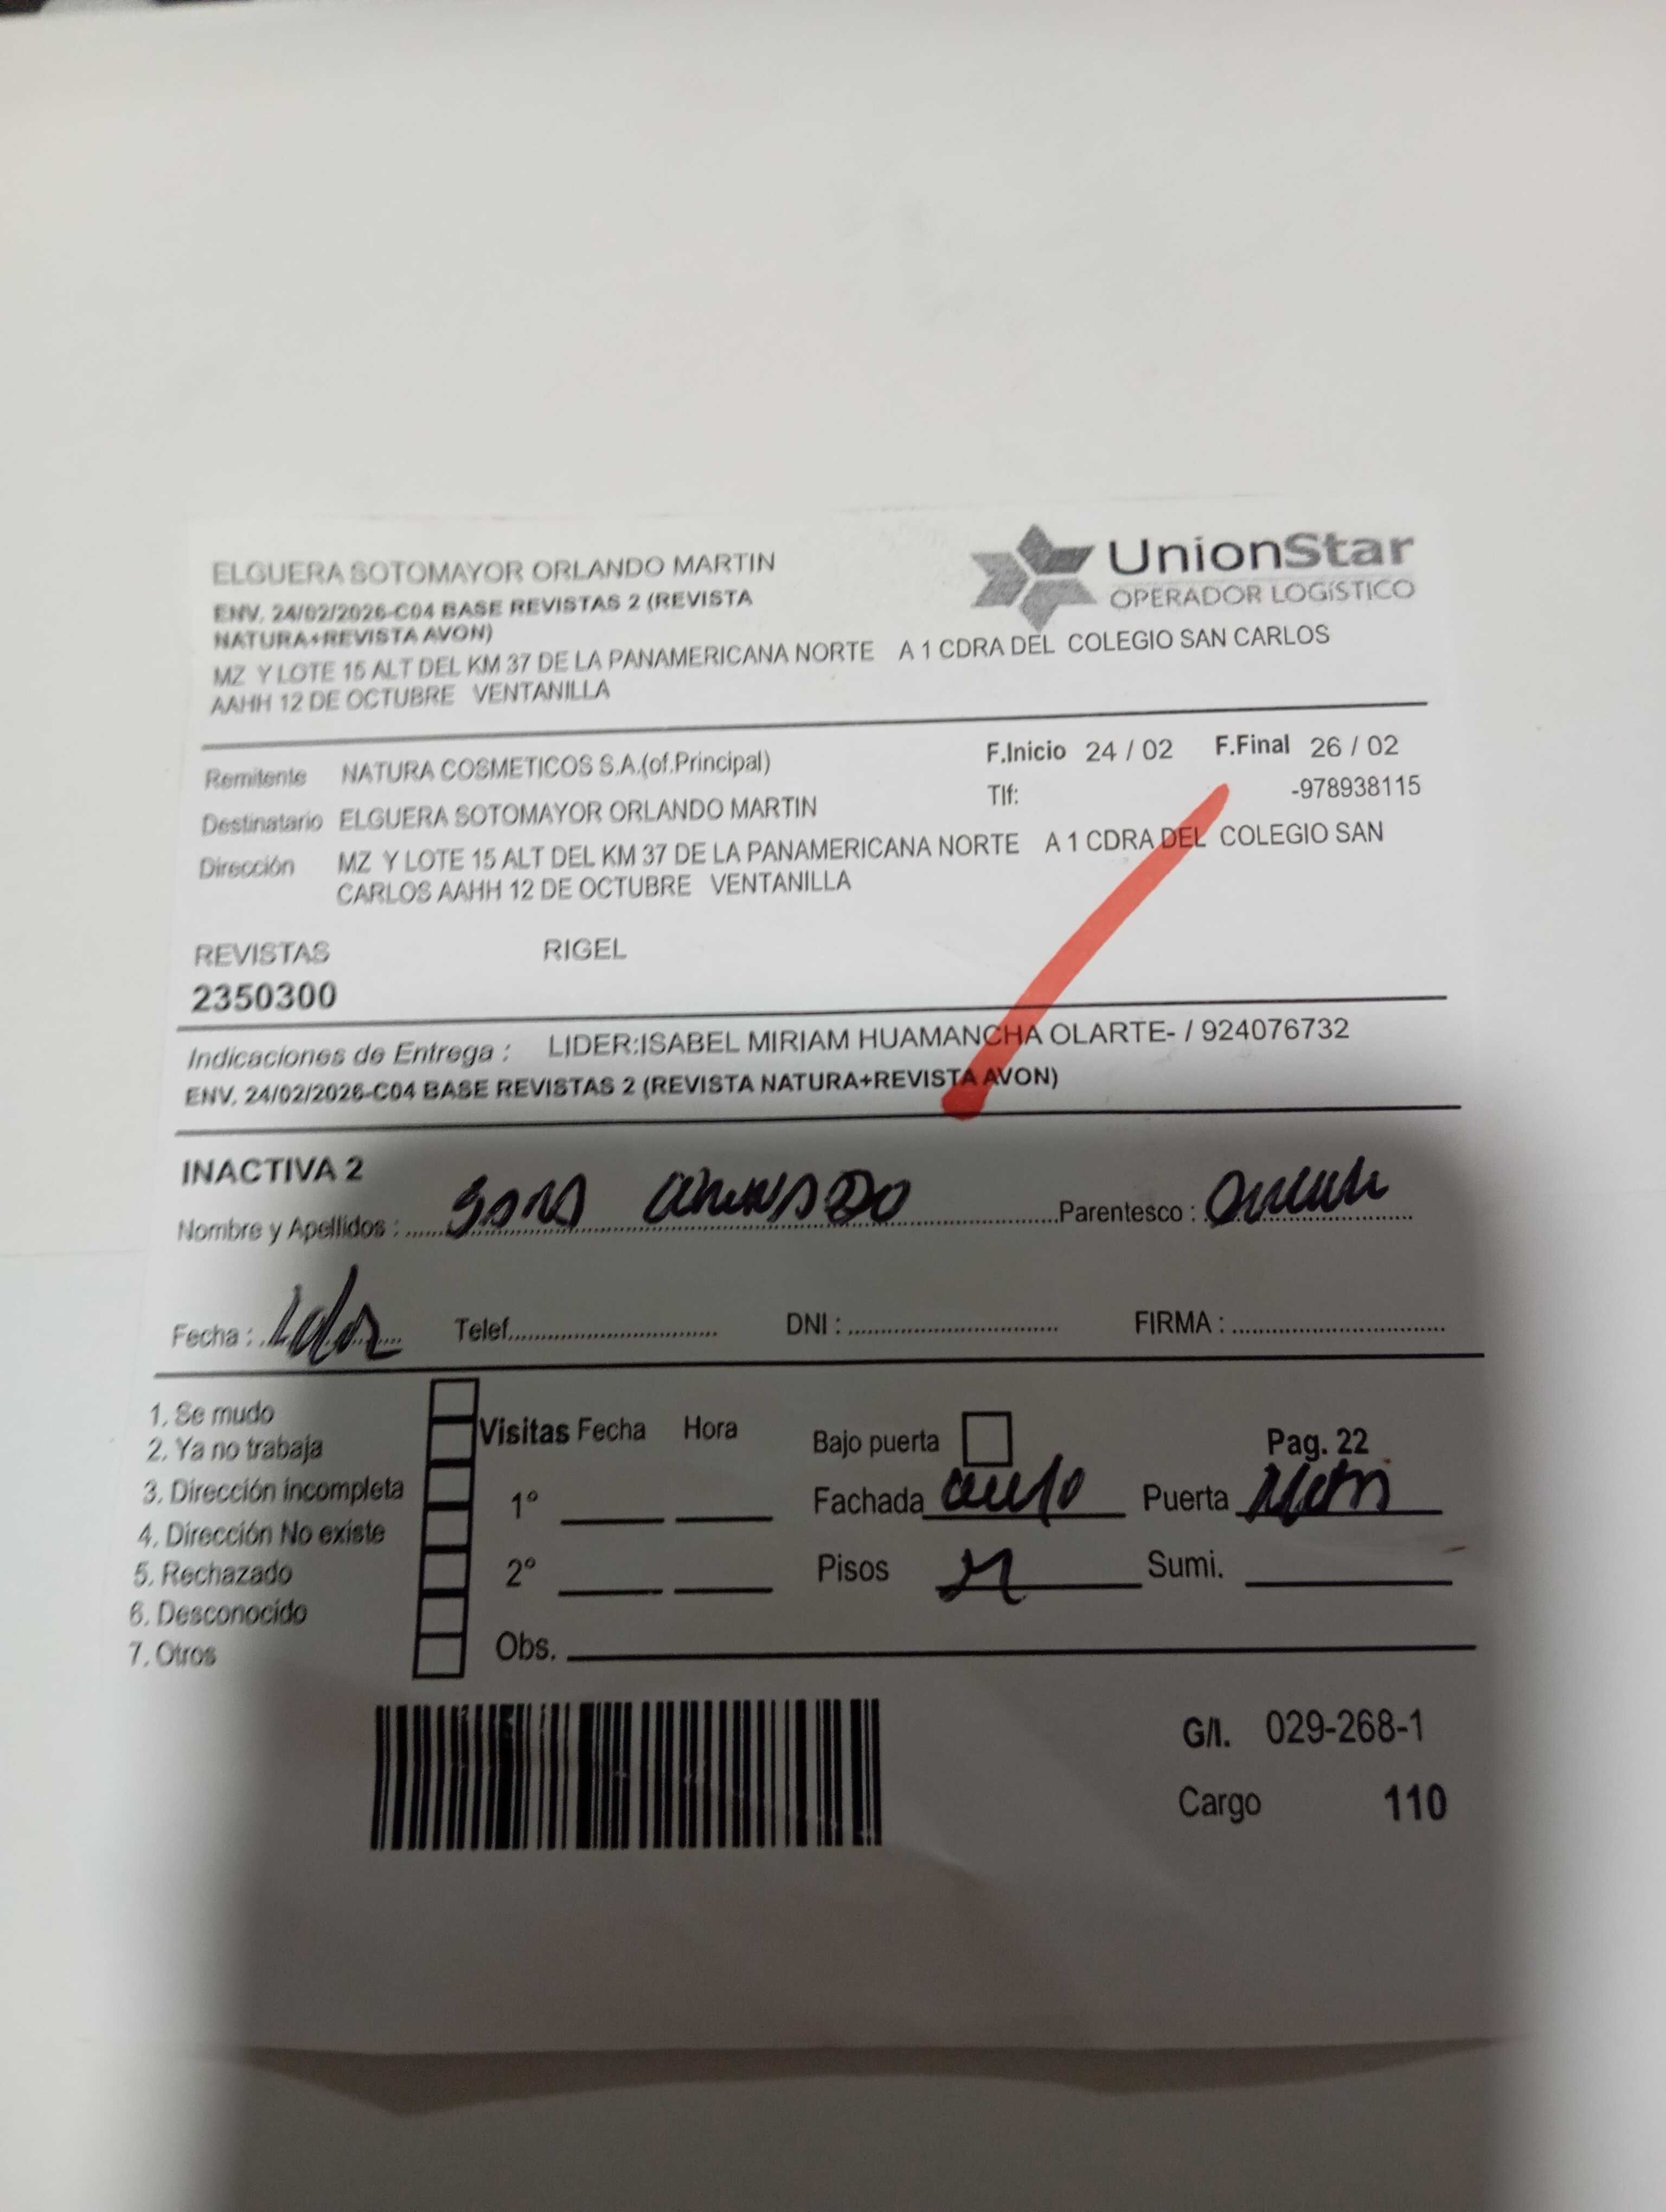 ELGUERA SOTOMAYOR ORLANDO MARTIN
ENV. 24/02/2026-C04 BASE REVISTAS 2 (REVISTA
NATURA+REVISTA AVON)
MZ Y LOTE 15 ALT DEL KM 37 DE LA PANAMERICANA NORTE A 1 CDRA DEL COLEGIO SAN CARLOS
AAHH 12 DE OCTUBRE VENTANILLA
UnionStar
OPERADOR LOGÍSTICO
Remitente NATURA COSMETICOS S.A.(of.Principal) F.Inicio 24 / 02 F.Final 26 / 02
Destinatario ELGUERA SOTOMAYOR ORLANDO MARTIN Tlf: -978938115
Dirección MZ Y LOTE 15 ALT DEL KM 37 DE LA PANAMERICANA NORTE A 1 CDRA DEL COLEGIO SAN
CARLOS AAHH 12 DE OCTUBRE VENTANILLA
REVISTAS RIGEL
2350300
Indicaciones de Entrega : LIDER:ISABEL MIRIAM HUAMANCHA OLARTE- / 924076732
ENV. 24/02/2026-C04 BASE REVISTAS 2 (REVISTA NATURA+REVISTA AVON)
INACTIVA 2
Nombre y Apellidos : Parentesco :
Fecha : Telef. DNI : FIRMA :
1. Se mudo
2. Ya no trabaja
3. Dirección incompleta
4. Dirección No existe
5. Rechazado
6. Desconocido
7. Otros
Visitas Fecha Hora
1º
2º
Obs.
Bajo puerta Pag. 22
Fachada Puerta
Pisos Sumi.
G/I. 029-268-1
Cargo 110